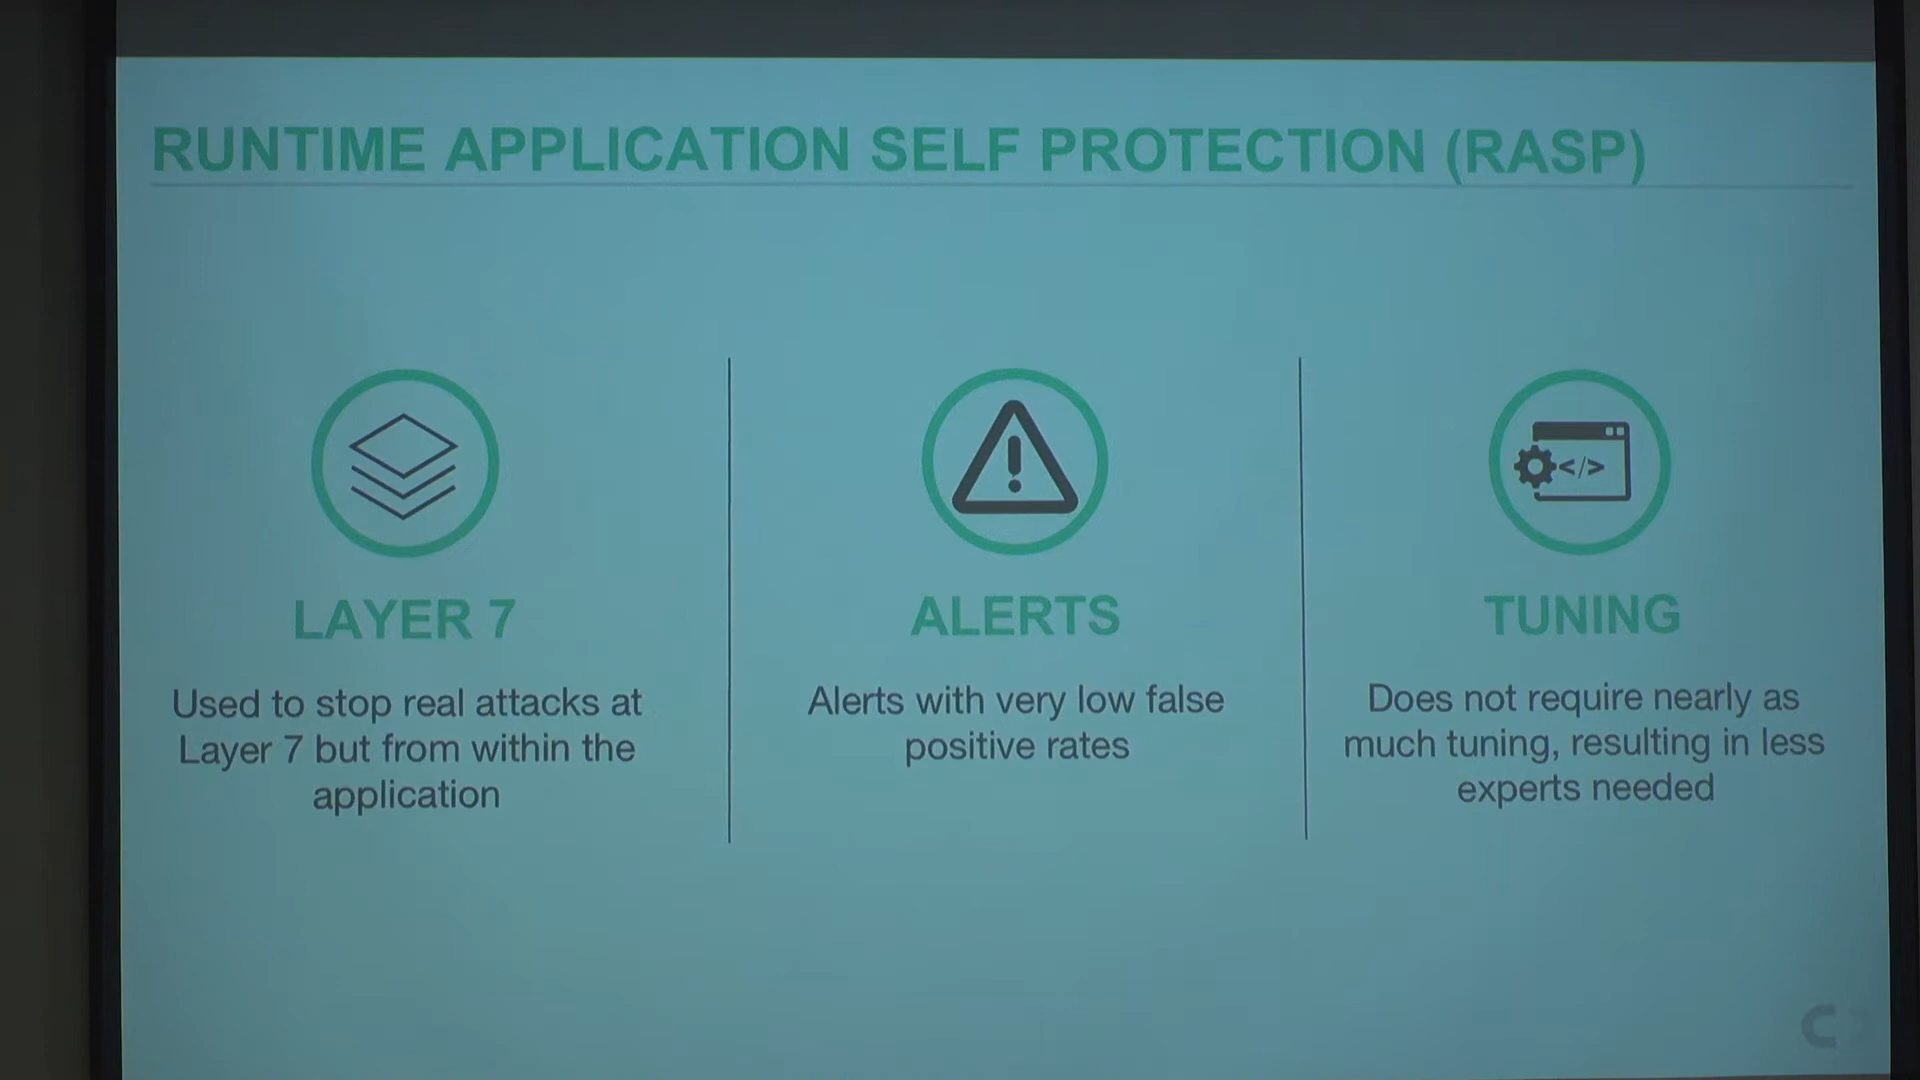 RUNTIME APPLICATION SELF PROTECTION (RASP)
</>
LAYER 7
Used to stop real attacks at
Layer 7 but from within the
application
ALERTS
Alerts with very low false
positive rates
TUNING
Does not require nearly as
much tuning, resulting in less
experts needed